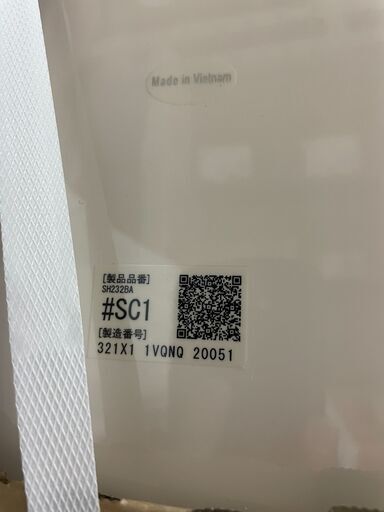 Made in Vietnam
[製品品番]
SH232BA
#SC1
[製造番号]
321X1 1VQNQ 20051